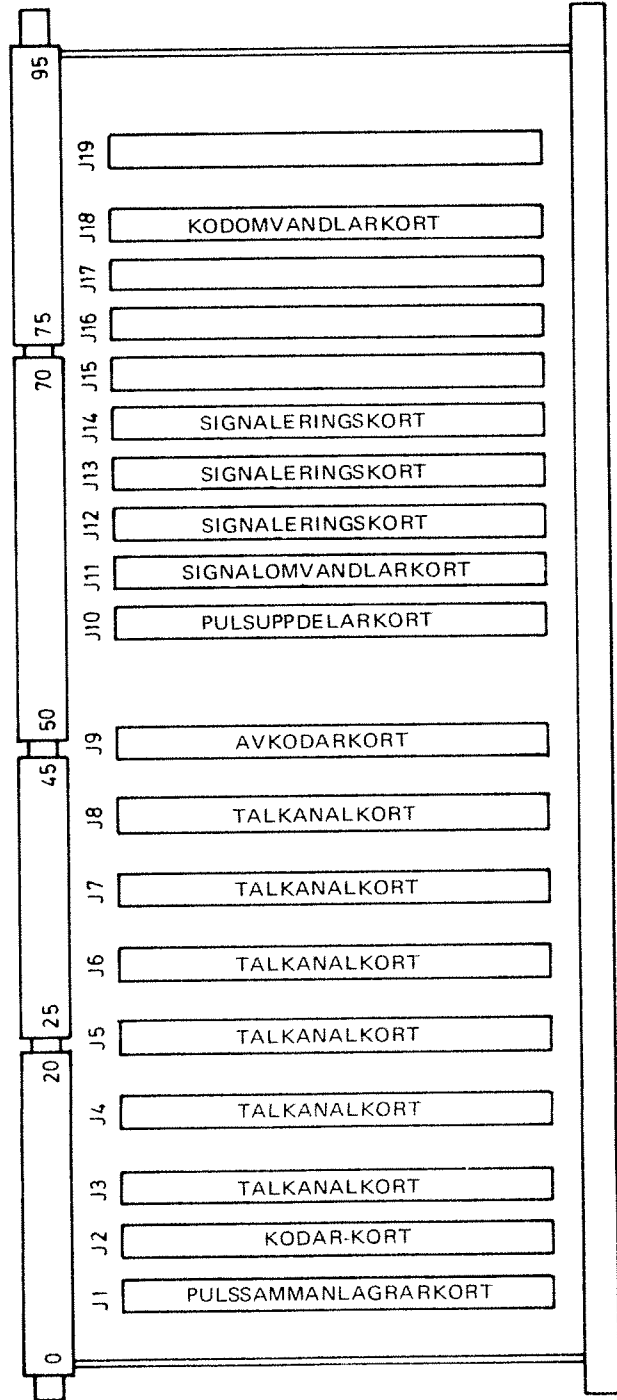 95
J19
J18 KODOMVANDLARKORT
J17
75
J16
70
J15
J14 SIGNALERINGSKORT
J13 SIGNALERINGSKORT
J12 SIGNALERINGSKORT
J11 SIGNALOMVANDLARKORT
J10 PULSUPPDELARKORT
50
J9 AVKODARKORT
45
J8 TALKANALKORT
J7 TALKANALKORT
J6 TALKANALKORT
25
J5 TALKANALKORT
20
J4 TALKANALKORT
J3 TALKANALKORT
J2 KODAR-KORT
J1 PULSSAMMANLAGRARKORT
0